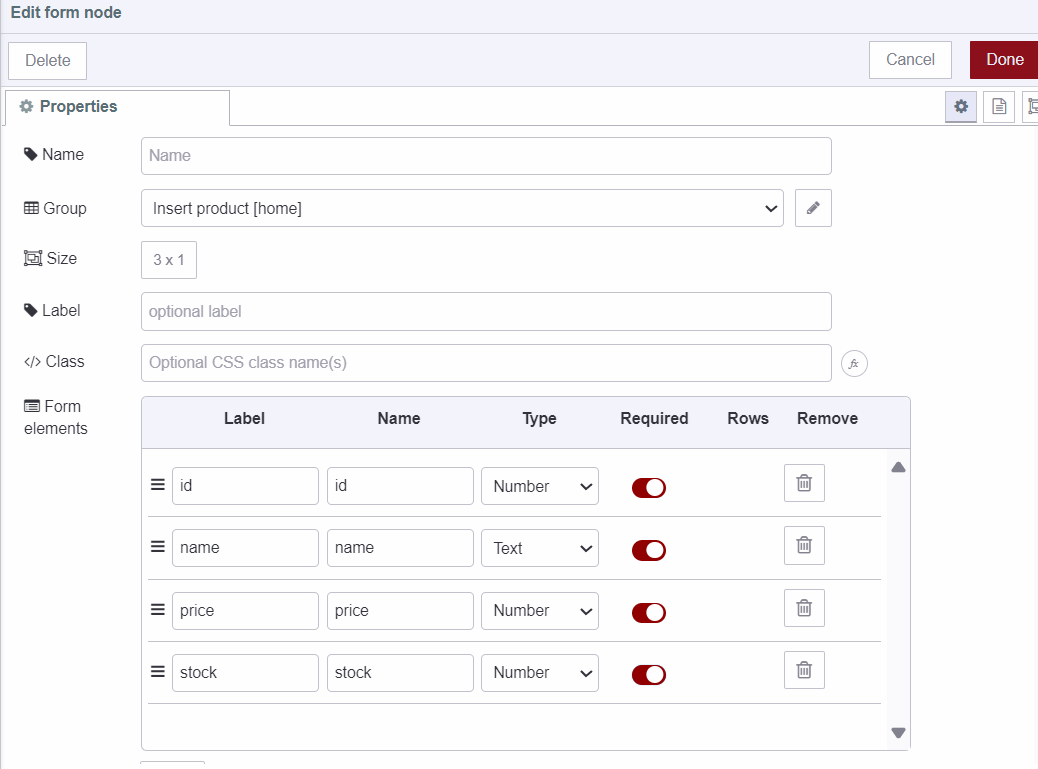 Edit form node
Delete Cancel Done
Properties
Name Name
Group Insert product [home]
Size 3 x 1
Label optional label
</> Class Optional CSS class name(s) fx
Form elements
Label Name Type Required Rows Remove
id id Number
name name Text
price price Number
stock stock Number